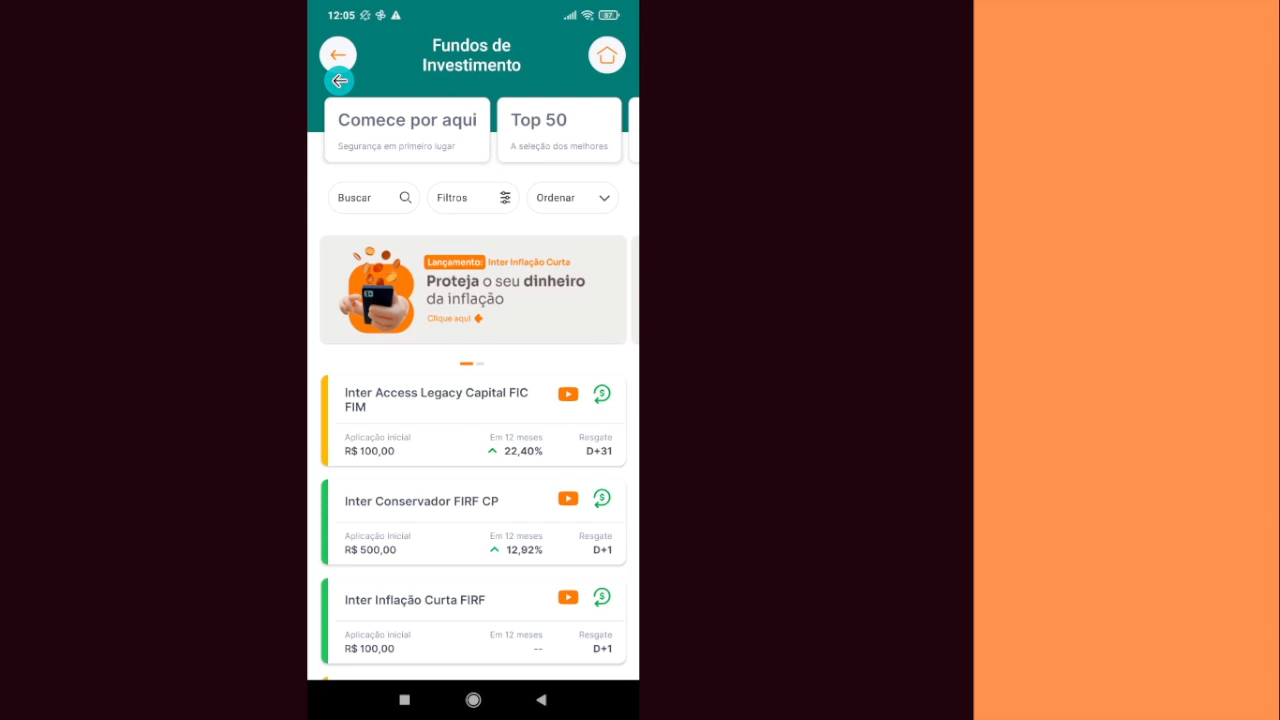 12:05
87
Fundos de
Investimento
Comece por aqui
Segurança em primeiro lugar
Top 50
A seleção dos melhores
Buscar
Filtros
Ordenar
Lançamento: Inter Inflação Curta
Proteja o seu dinheiro
da inflação
Clique aqui
Inter Access Legacy Capital FIC
FIM
Aplicação inicial Em 12 meses Resgate
R$ 100,00 22,40% D+31
Inter Conservador FIRF CP
Aplicação inicial Em 12 meses Resgate
R$ 500,00 12,92% D+1
Inter Inflação Curta FIRF
Aplicação inicial Em 12 meses Resgate
R$ 100,00 -- D+1